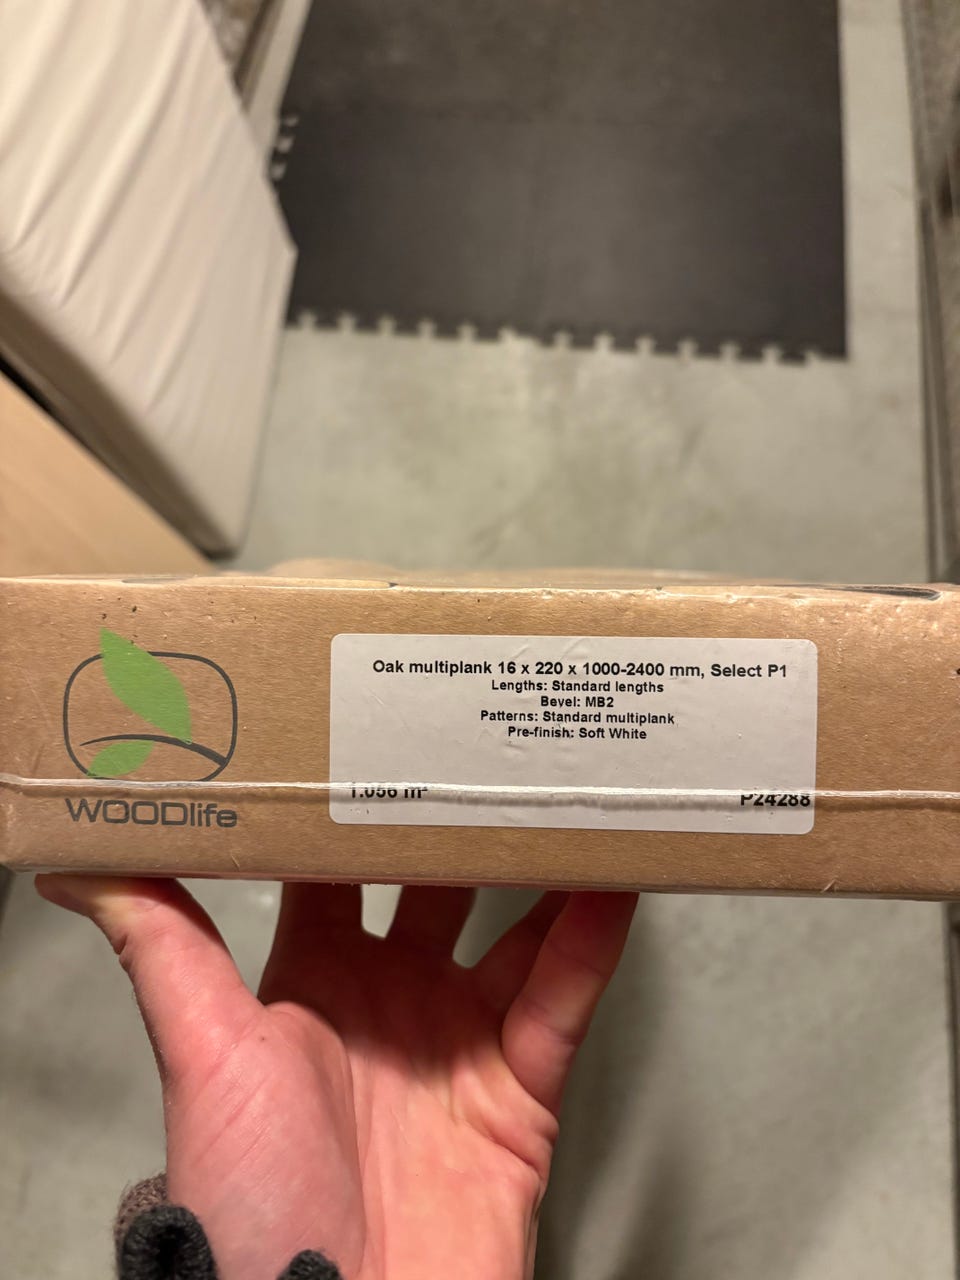 Oak multiplank 16 x 220 x 1000-2400 mm, Select P1
Lengths: Standard lengths
Bevel: MB2
Patterns: Standard multiplank
Pre-finish: Soft White
1.056 m²
P24288
WOODlife